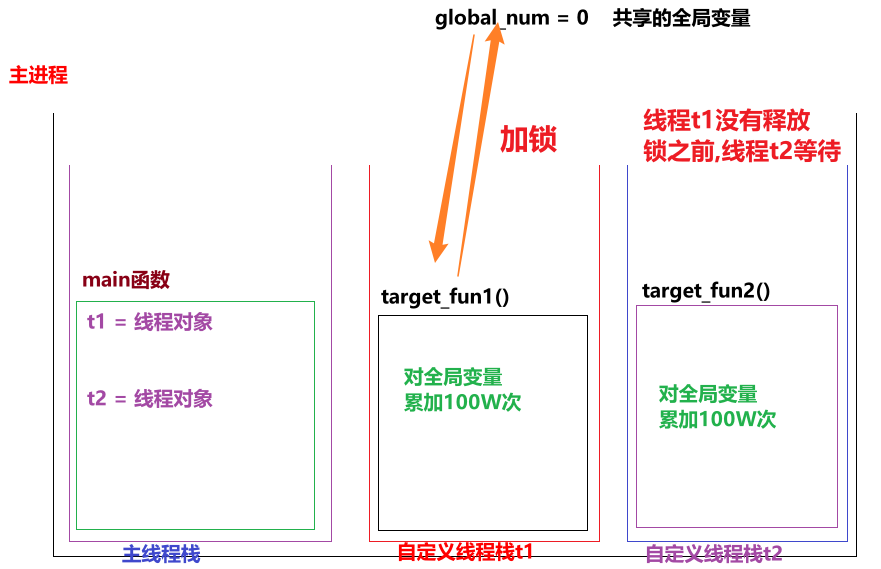 global_num = 0 共享的全局变量
主进程
加锁
线程t1没有释放
锁之前,线程t2等待
main函数
t1 = 线程对象
t2 = 线程对象
target_fun1()
对全局变量
累加100W次
target_fun2()
对全局变量
累加100W次
主线程栈
自定义线程栈t1
自定义线程栈t2